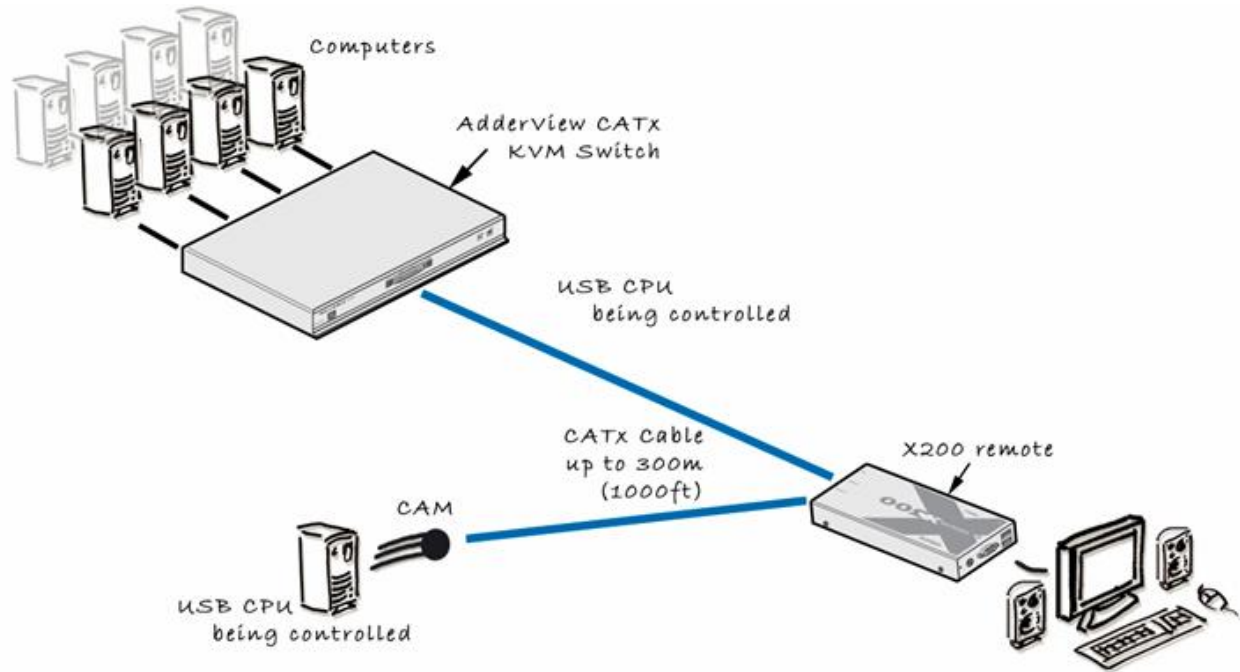 Computers
AdderView CATx
KVM Switch
USB CPU
being controlled
CATx Cable
up to 300m
(1000ft)
X200 remote
CAM
USB CPU
being controlled